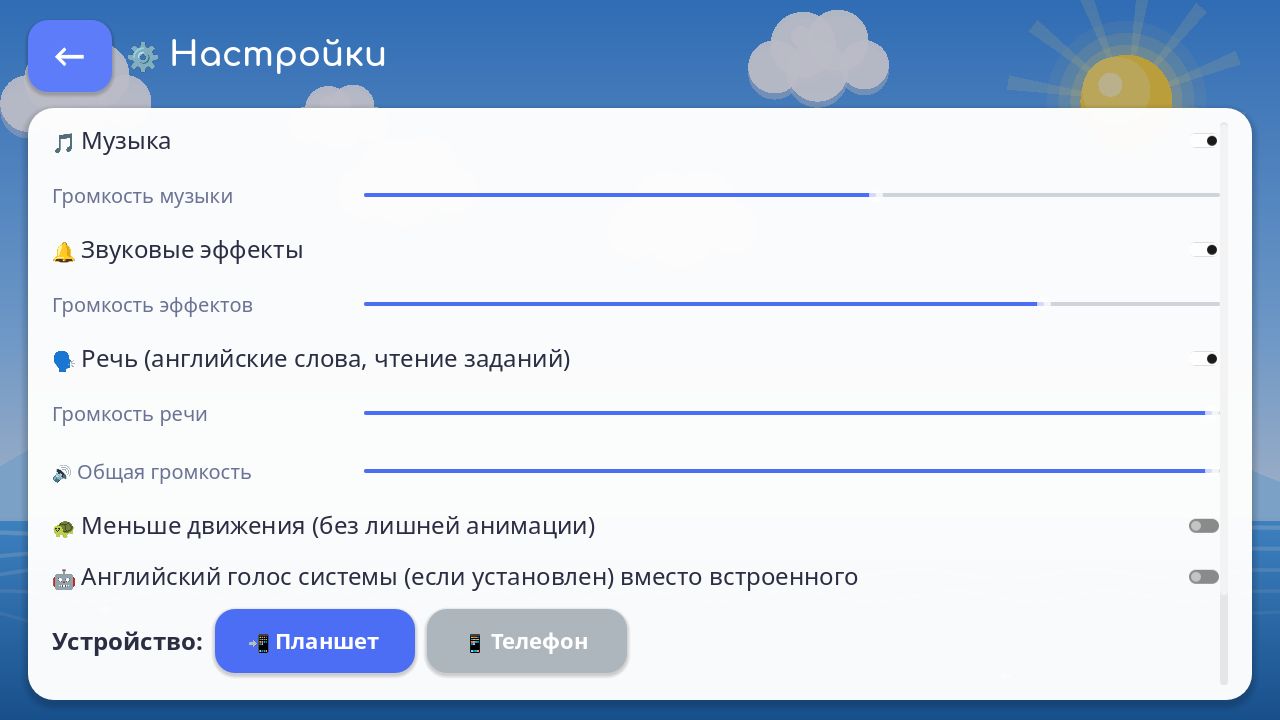 Настройки
Музыка
Громкость музыки
Звуковые эффекты
Громкость эффектов
Речь (английские слова, чтение заданий)
Громкость речи
Общая громкость
Меньше движения (без лишней анимации)
Английский голос системы (если установлен) вместо встроенного
Устройство: Планшет Телефон